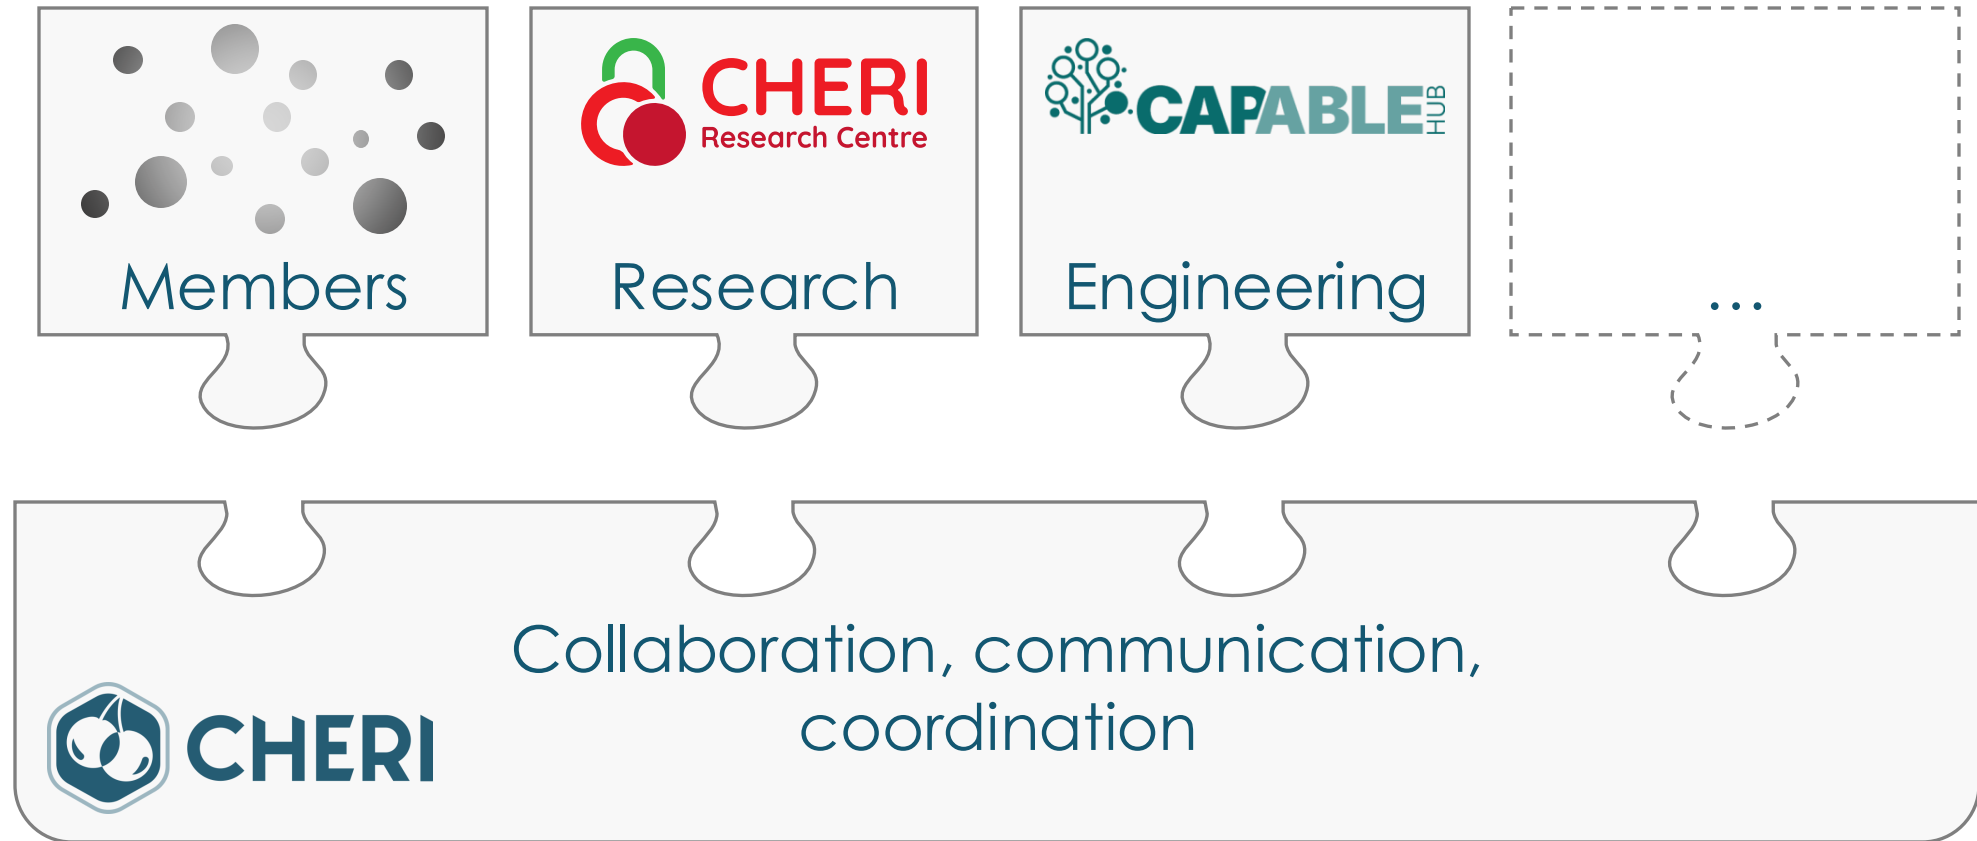 CHERI
Research Centre
CAPABLE HUB
Members
Research
Engineering
...
Collaboration, communication,
coordination
CHERI